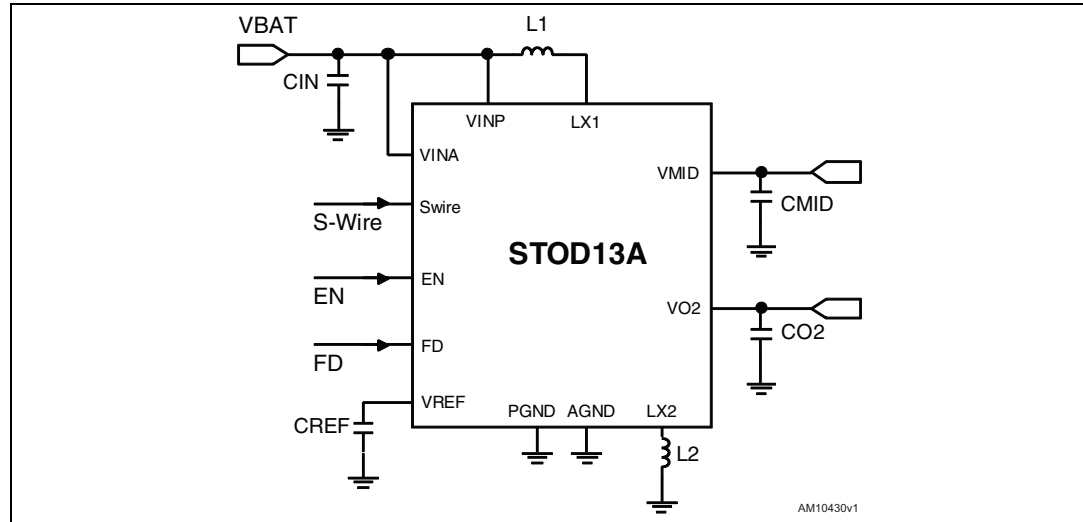 VBAT
L1
CIN
VINP
LX1
VINA
VMID
CMID
Swire
S-Wire
STOD13A
EN
EN
VO2
CO2
FD
FD
VREF
PGND
AGND
LX2
CREF
L2
AM10430v1